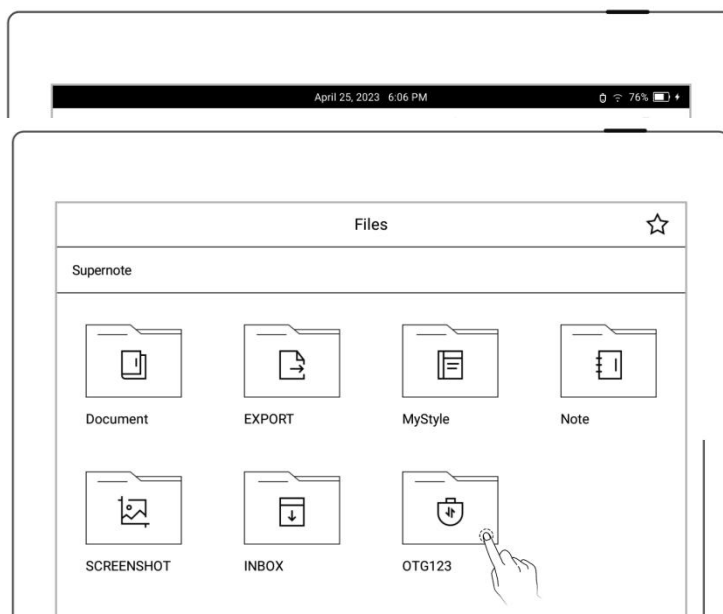 April 25, 2023 6:06 PM 76%
Files
Supernote
Document EXPORT MyStyle Note
SCREENSHOT INBOX OTG123